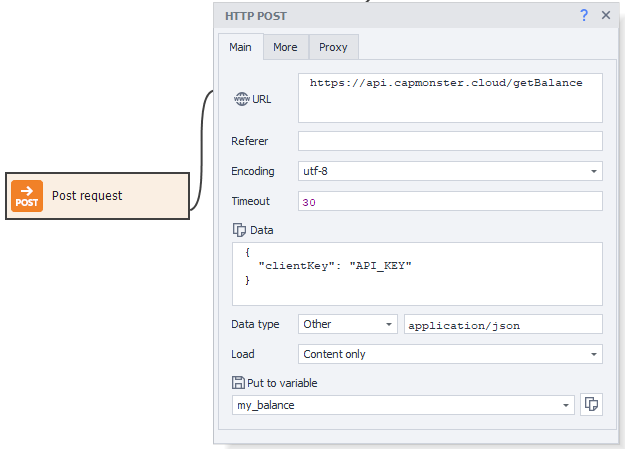 HTTP POST
?
Main
More
Proxy
www URL
https://api.capmonster.cloud/getBalance
Referer
Encoding
utf-8
Timeout
30
POST
Post request
Data
{
"clientKey": "API_KEY"
}
Data type
Other
application/json
Load
Content only
Put to variable
my_balance